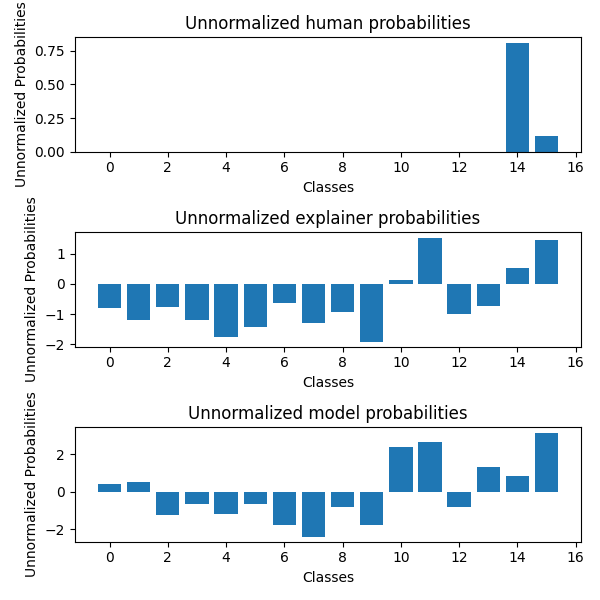 Unnormalized human probabilities
Unnormalized Probabilities
0.75
0.50
0.25
0.00
0 2 4 6 8 10 12 14 16
Classes
Unnormalized explainer probabilities
Unnormalized Probabilities
1
0
−1
−2
0 2 4 6 8 10 12 14 16
Classes
Unnormalized model probabilities
Unnormalized Probabilities
2
0
−2
0 2 4 6 8 10 12 14 16
Classes